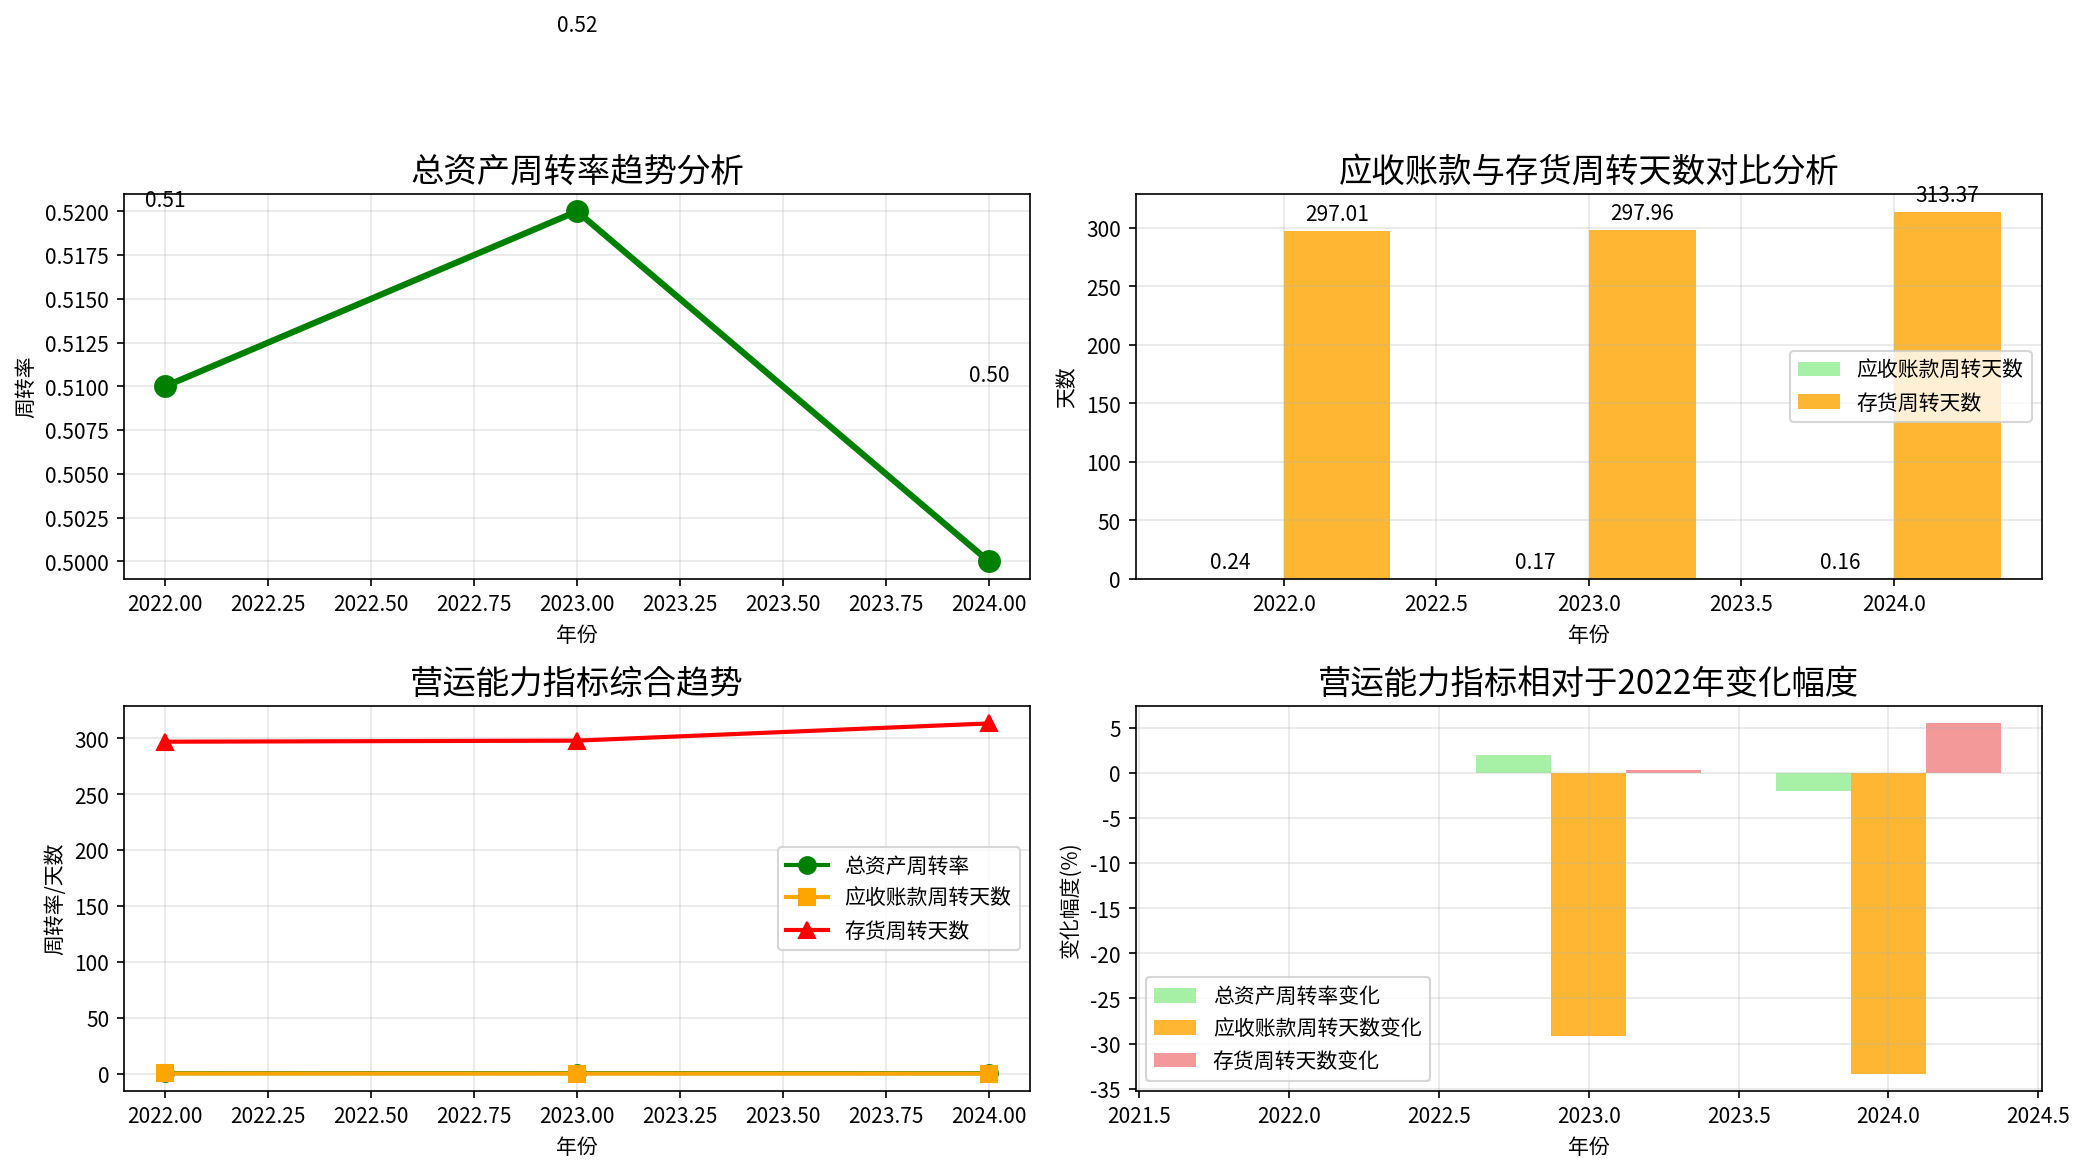 0.52
总资产周转率趋势分析
0.51
0.50
0.5200
0.5175
0.5150
0.5125
0.5100
0.5075
0.5050
0.5025
0.5000
周转率
2022.00 2022.25 2022.50 2022.75 2023.00 2023.25 2023.50 2023.75 2024.00
年份
应收账款与存货周转天数对比分析
297.01 297.96 313.37
300
250
200
150
100
50
0
天数
应收账款周转天数
存货周转天数
0.24 0.17 0.16
2022.0 2022.5 2023.0 2023.5 2024.0
年份
营运能力指标综合趋势
300
250
200
150
100
50
0
周转率/天数
总资产周转率
应收账款周转天数
存货周转天数
2022.00 2022.25 2022.50 2022.75 2023.00 2023.25 2023.50 2023.75 2024.00
年份
营运能力指标相对于2022年变化幅度
5
0
-5
-10
-15
-20
-25
-30
-35
变化幅度(%)
总资产周转率变化
应收账款周转天数变化
存货周转天数变化
2021.5 2022.0 2022.5 2023.0 2023.5 2024.0 2024.5
年份